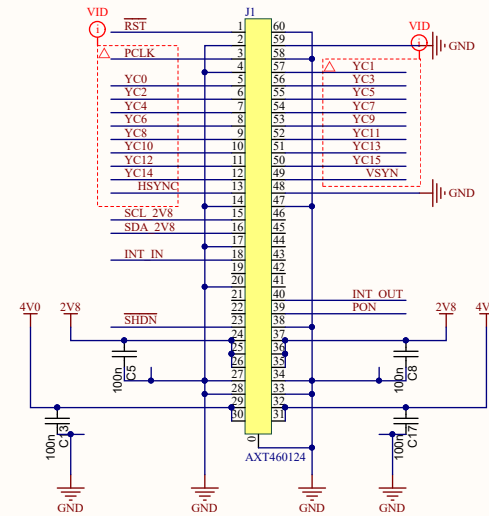 J1
VID
VID
RST 1 60
2 59 GND
PCLK 3 58
4 57 YC1
YC0 5 56 YC3
YC2 6 55 YC5
YC4 7 54 YC7
YC6 8 53 YC9
YC8 9 52 YC11
YC10 10 51 YC13
YC12 11 50 YC15
YC14 12 49 VSYN
HSYNC 13 48 GND
14 47
SCL_2V8 15 46
SDA_2V8 16 45
17 44
INT_IN 18 43
19 42
20 41
21 40 INT_OUT
22 39 PON
SHDN 23 38
4V0 2V8 24 37 2V8 4V
25 36
26 35
100n C5 27 34 100n C8
28 33
29 32
30 31
100n C13 0 100n C17
AXT460124
GND GND GND GND